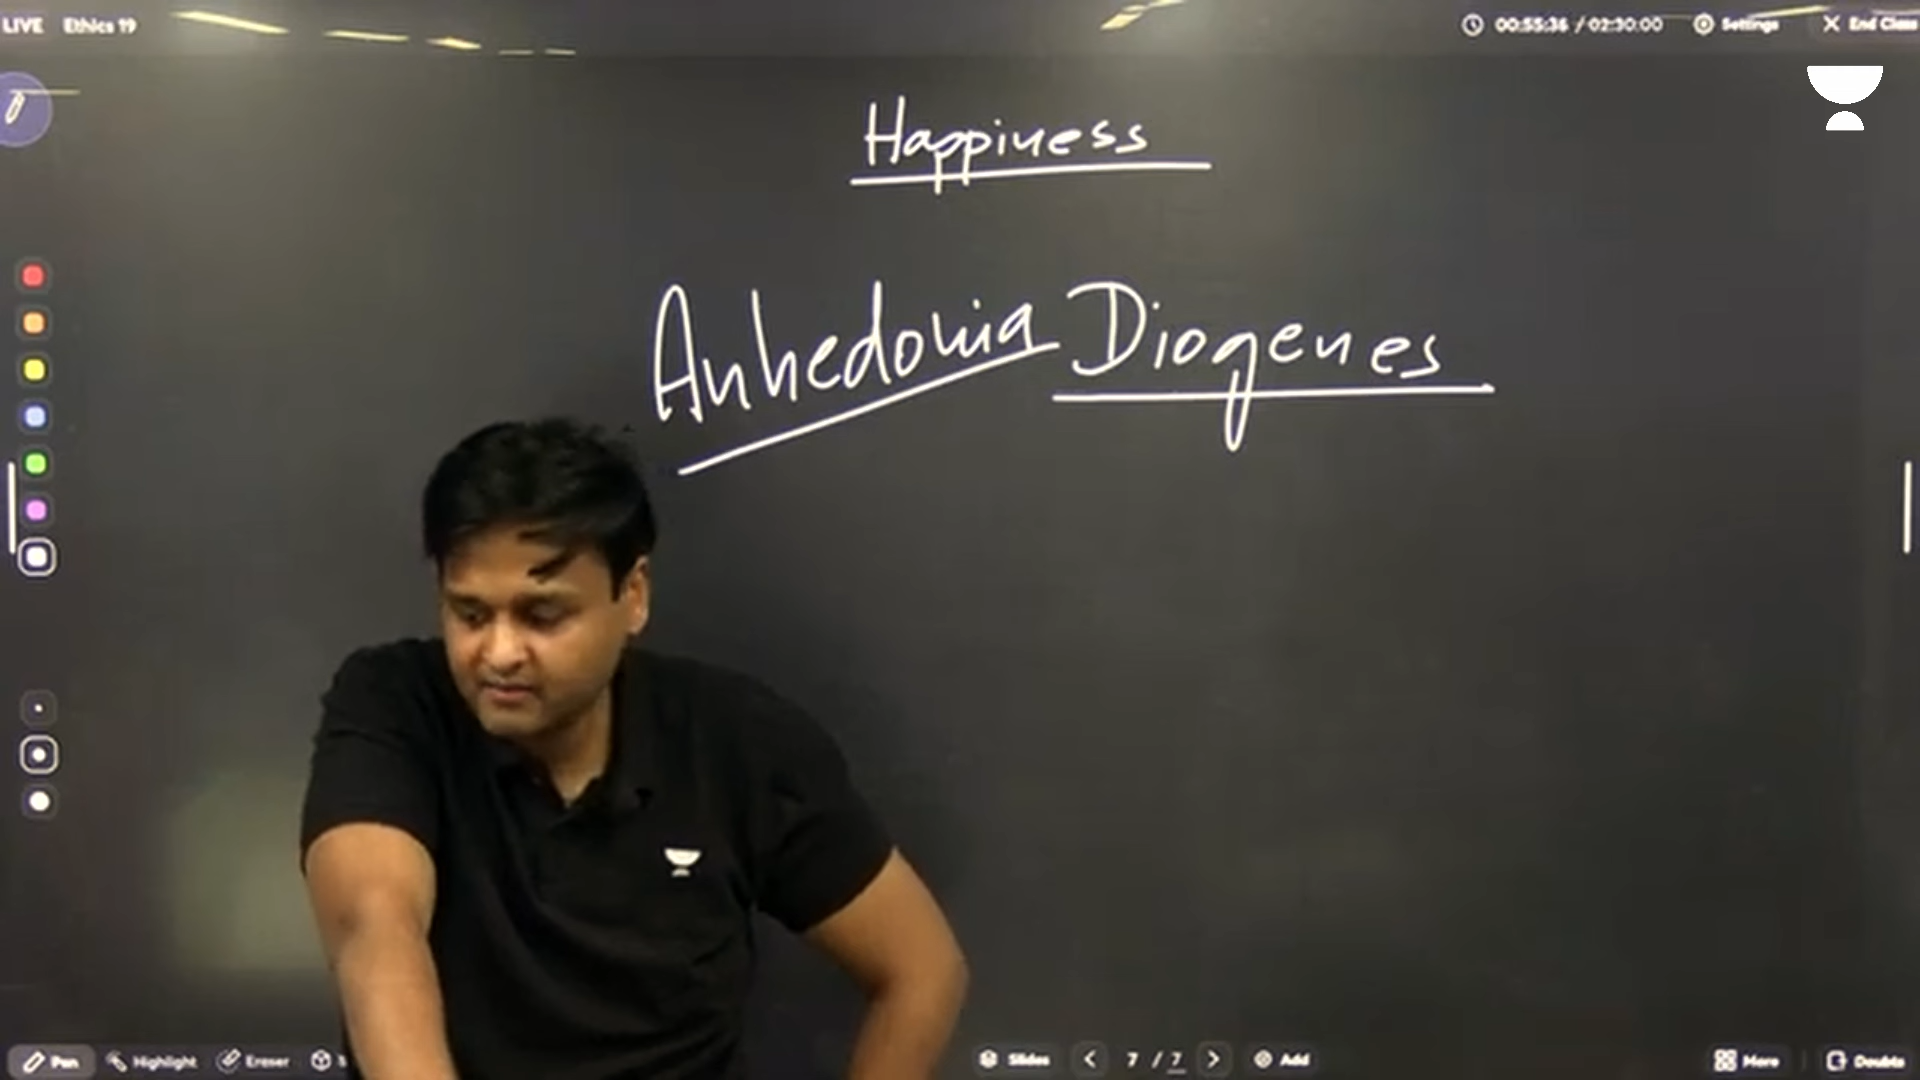 LIVE Ethics 19
00:55:36 / 02:30:00 Settings End Class
Happiness
Anhedonia Diogenes
Pen Highlight Eraser
Slides 7 / 7 Add
More Doubts